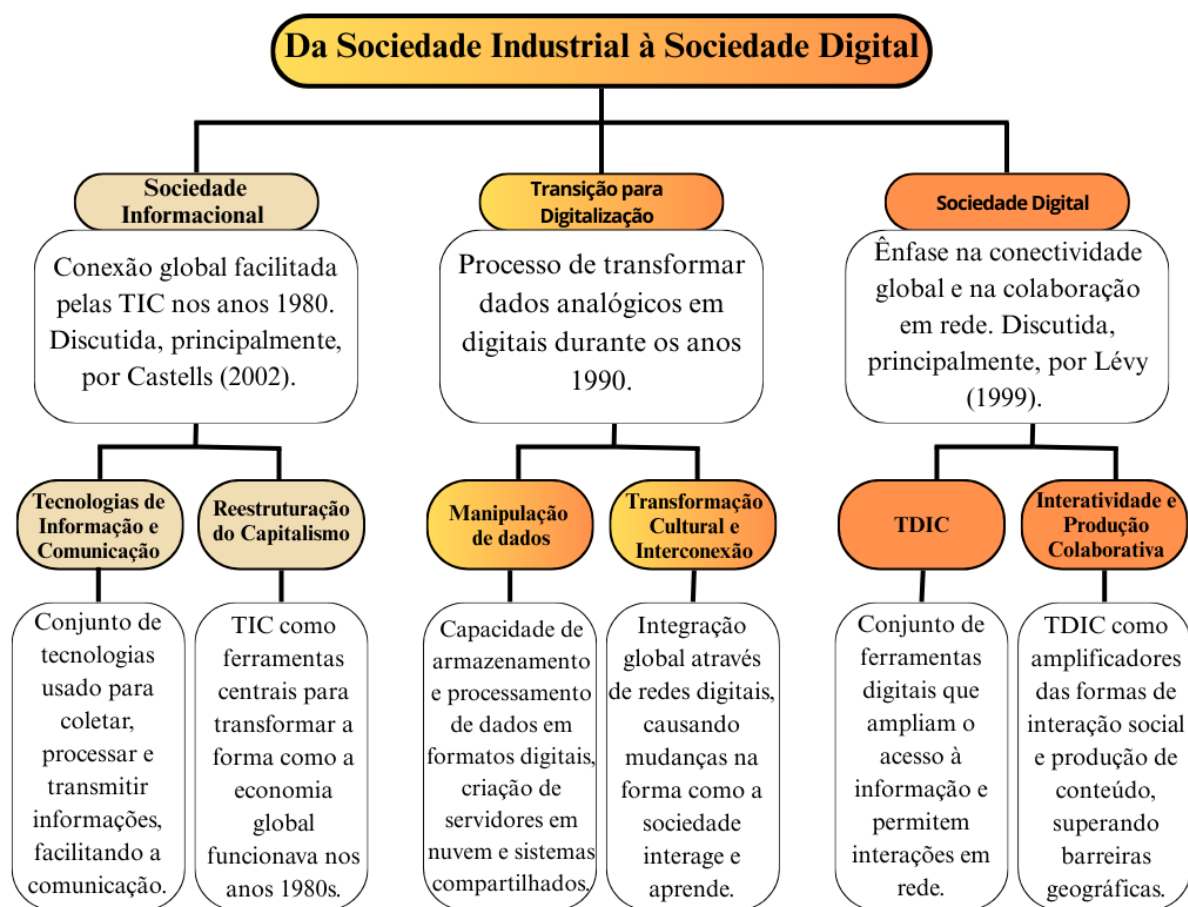 Da Sociedade Industrial à Sociedade Digital
Sociedade
Informacional
Conexão global facilitada
pelas TIC nos anos 1980.
Discutida, principalmente,
por Castells (2002).
Transição para
Digitalização
Processo de transformar
dados analógicos em
digitais durante os anos
1990.
Sociedade Digital
Ênfase na conectividade
global e na colaboração
em rede. Discutida,
principalmente, por Lévy
(1999).
Tecnologias de
Informação e
Comunicação
Conjunto de
tecnologias
usado para
coletar,
processar e
transmitir
informações,
facilitando a
comunicação.
Reestruturação
do Capitalismo
TIC como
ferramentas
centrais para
transformar a
forma como a
economia
global
funcionava nos
anos 1980s.
Manipulação
de dados
Capacidade de
armazenamento
e processamento
de dados em
formatos digitais,
criação de
servidores em
nuvem e sistemas
compartilhados.
Transformação
Cultural e
Interconexão
Integração
global através
de redes digitais,
causando
mudanças na
forma como a
sociedade
interage e
aprende.
TDIC
Conjunto de
ferramentas
digitais que
ampliam o
acesso à
informação e
permitem
interações em
rede.
Interatividade e
Produção
Colaborativa
TDIC como
amplificadores
das formas de
interação social
e produção de
conteúdo,
superando
barreiras
geográficas.